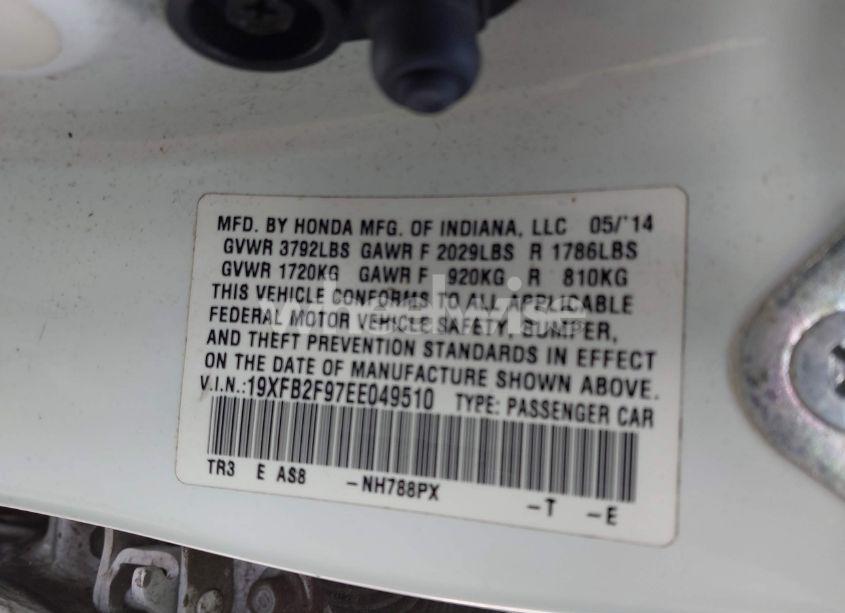 MFD. BY HONDA MFG. OF INDIANA, LLC 05/'14
GVWR 3792LBS GAWR F 2029LBS R 1786LBS
GVWR 1720KG GAWR F 920KG R 810KG
THIS VEHICLE CONFORMS TO ALL APPLICABLE
FEDERAL MOTOR VEHICLE SAFETY, BUMPER,
AND THEFT PREVENTION STANDARDS IN EFFECT
ON THE DATE OF MANUFACTURE SHOWN ABOVE.
V.I.N.:19XFB2F97EE049510 TYPE: PASSENGER CAR
TR3 E AS8 -NH788PX -T -E
wheelwise